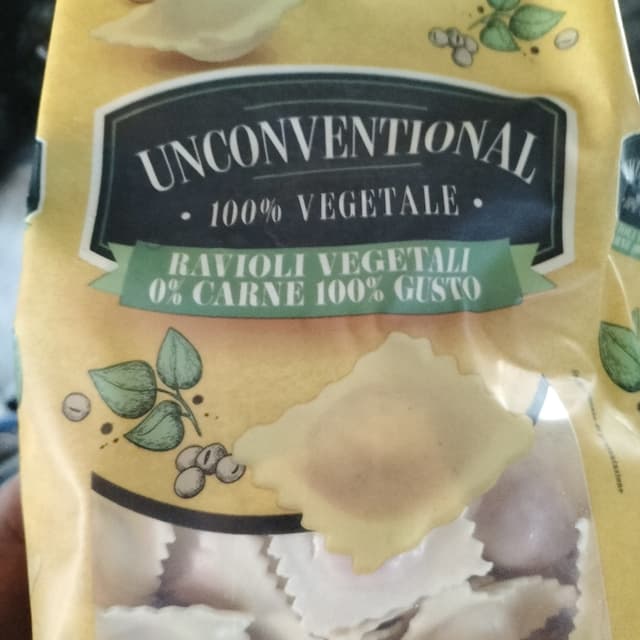 UNCONVENTIONAL
• 100% VEGETALE •
RAVIOLI VEGETALI
0% CARNE 100% GUSTO